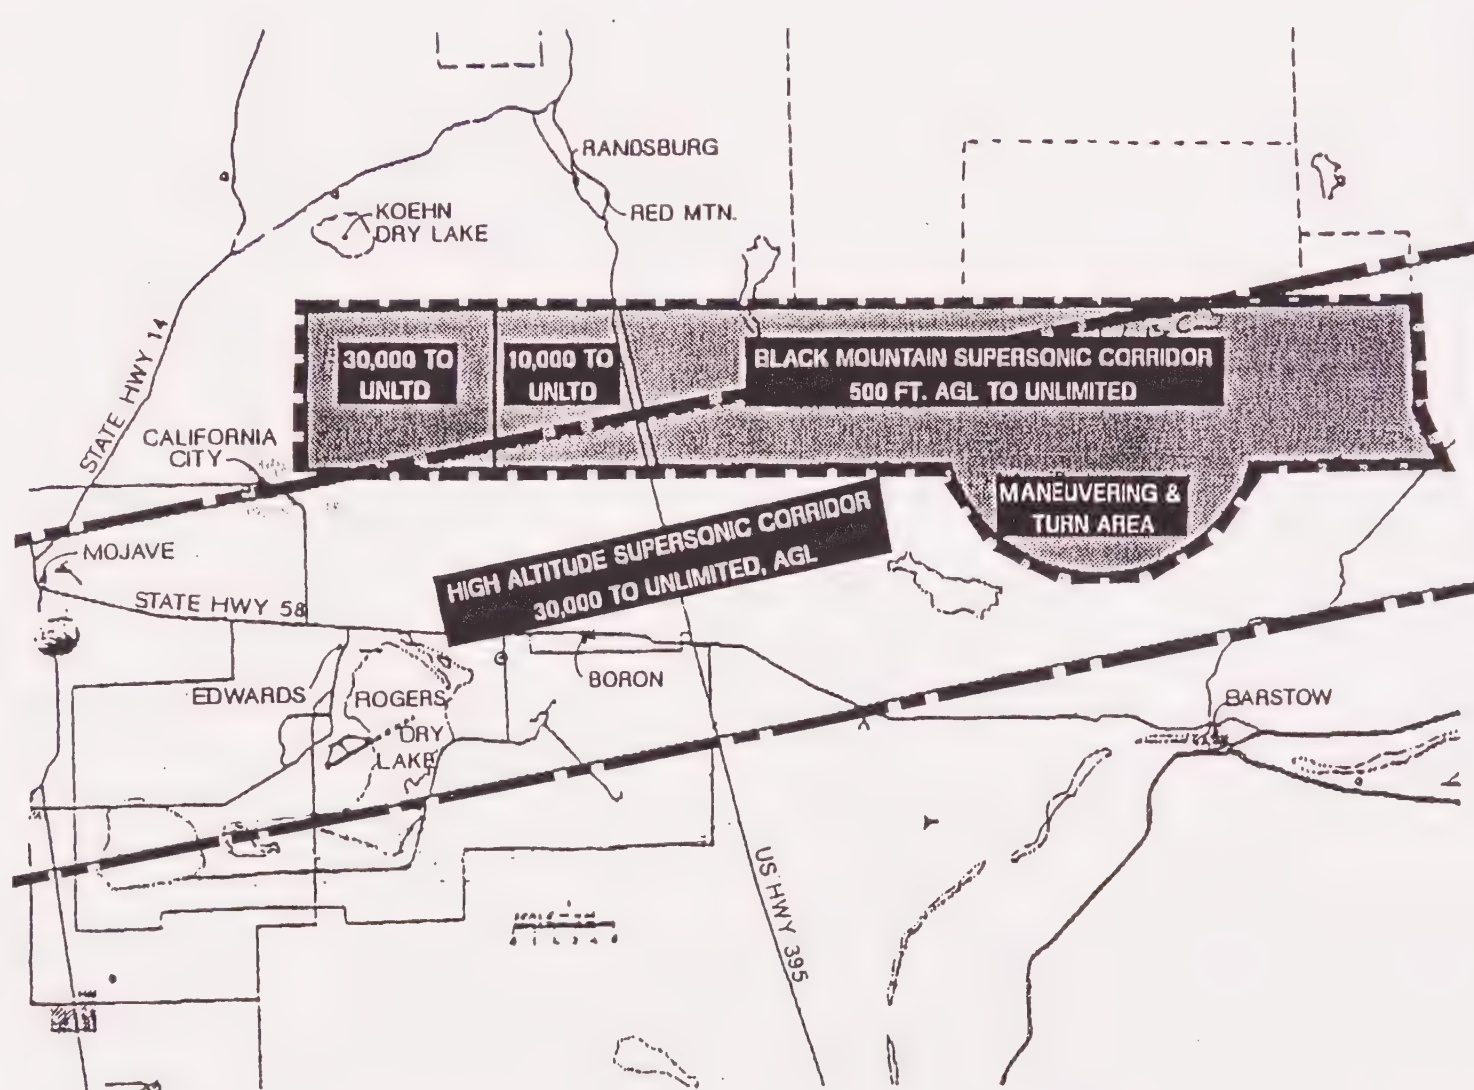 RANDSBURG
RED MTN.
KOEHN
DRY LAKE
STATE HWY 14
30,000 TO
UNLTD
10,000 TO
UNLTD
BLACK MOUNTAIN SUPERSONIC CORRIDOR
500 FT. AGL TO UNLIMITED
CALIFORNIA
CITY
MANEUVERING &
TURN AREA
HIGH ALTITUDE SUPERSONIC CORRIDOR
30,000 TO UNLIMITED, AGL
MOJAVE
STATE HWY 58
EDWARDS
ROGERS
DRY
LAKE
BORON
BARSTOW
US HWY 395